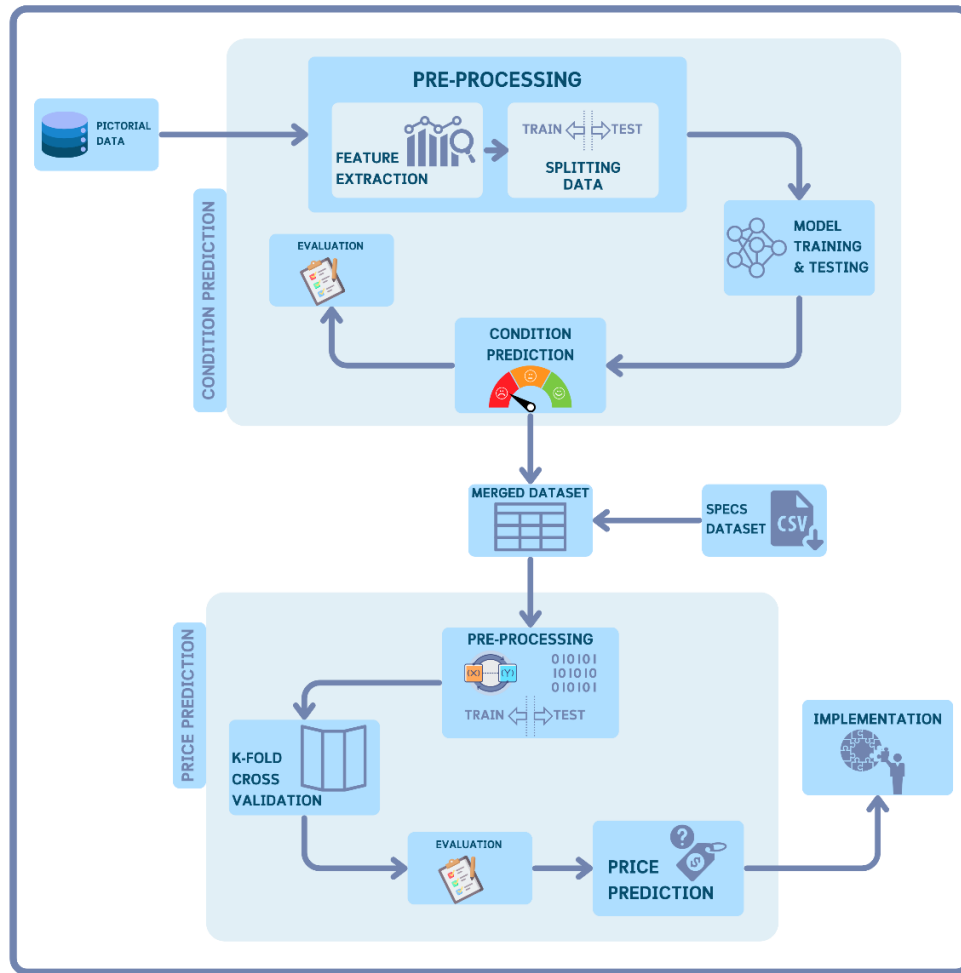 PRE-PROCESSING
PICTORIAL
DATA
FEATURE
EXTRACTION
TRAIN
TEST
SPLITTING
DATA
CONDITION PREDICTION
EVALUATION
MODEL
TRAINING
& TESTING
CONDITION
PREDICTION
MERGED DATASET
SPECS
DATASET
CSV
PRICE PREDICTION
PRE-PROCESSING
(X)
(Y)
010101
101010
010101
TRAIN
TEST
K-FOLD
CROSS
VALIDATION
IMPLEMENTATION
EVALUATION
?
$
PRICE
PREDICTION